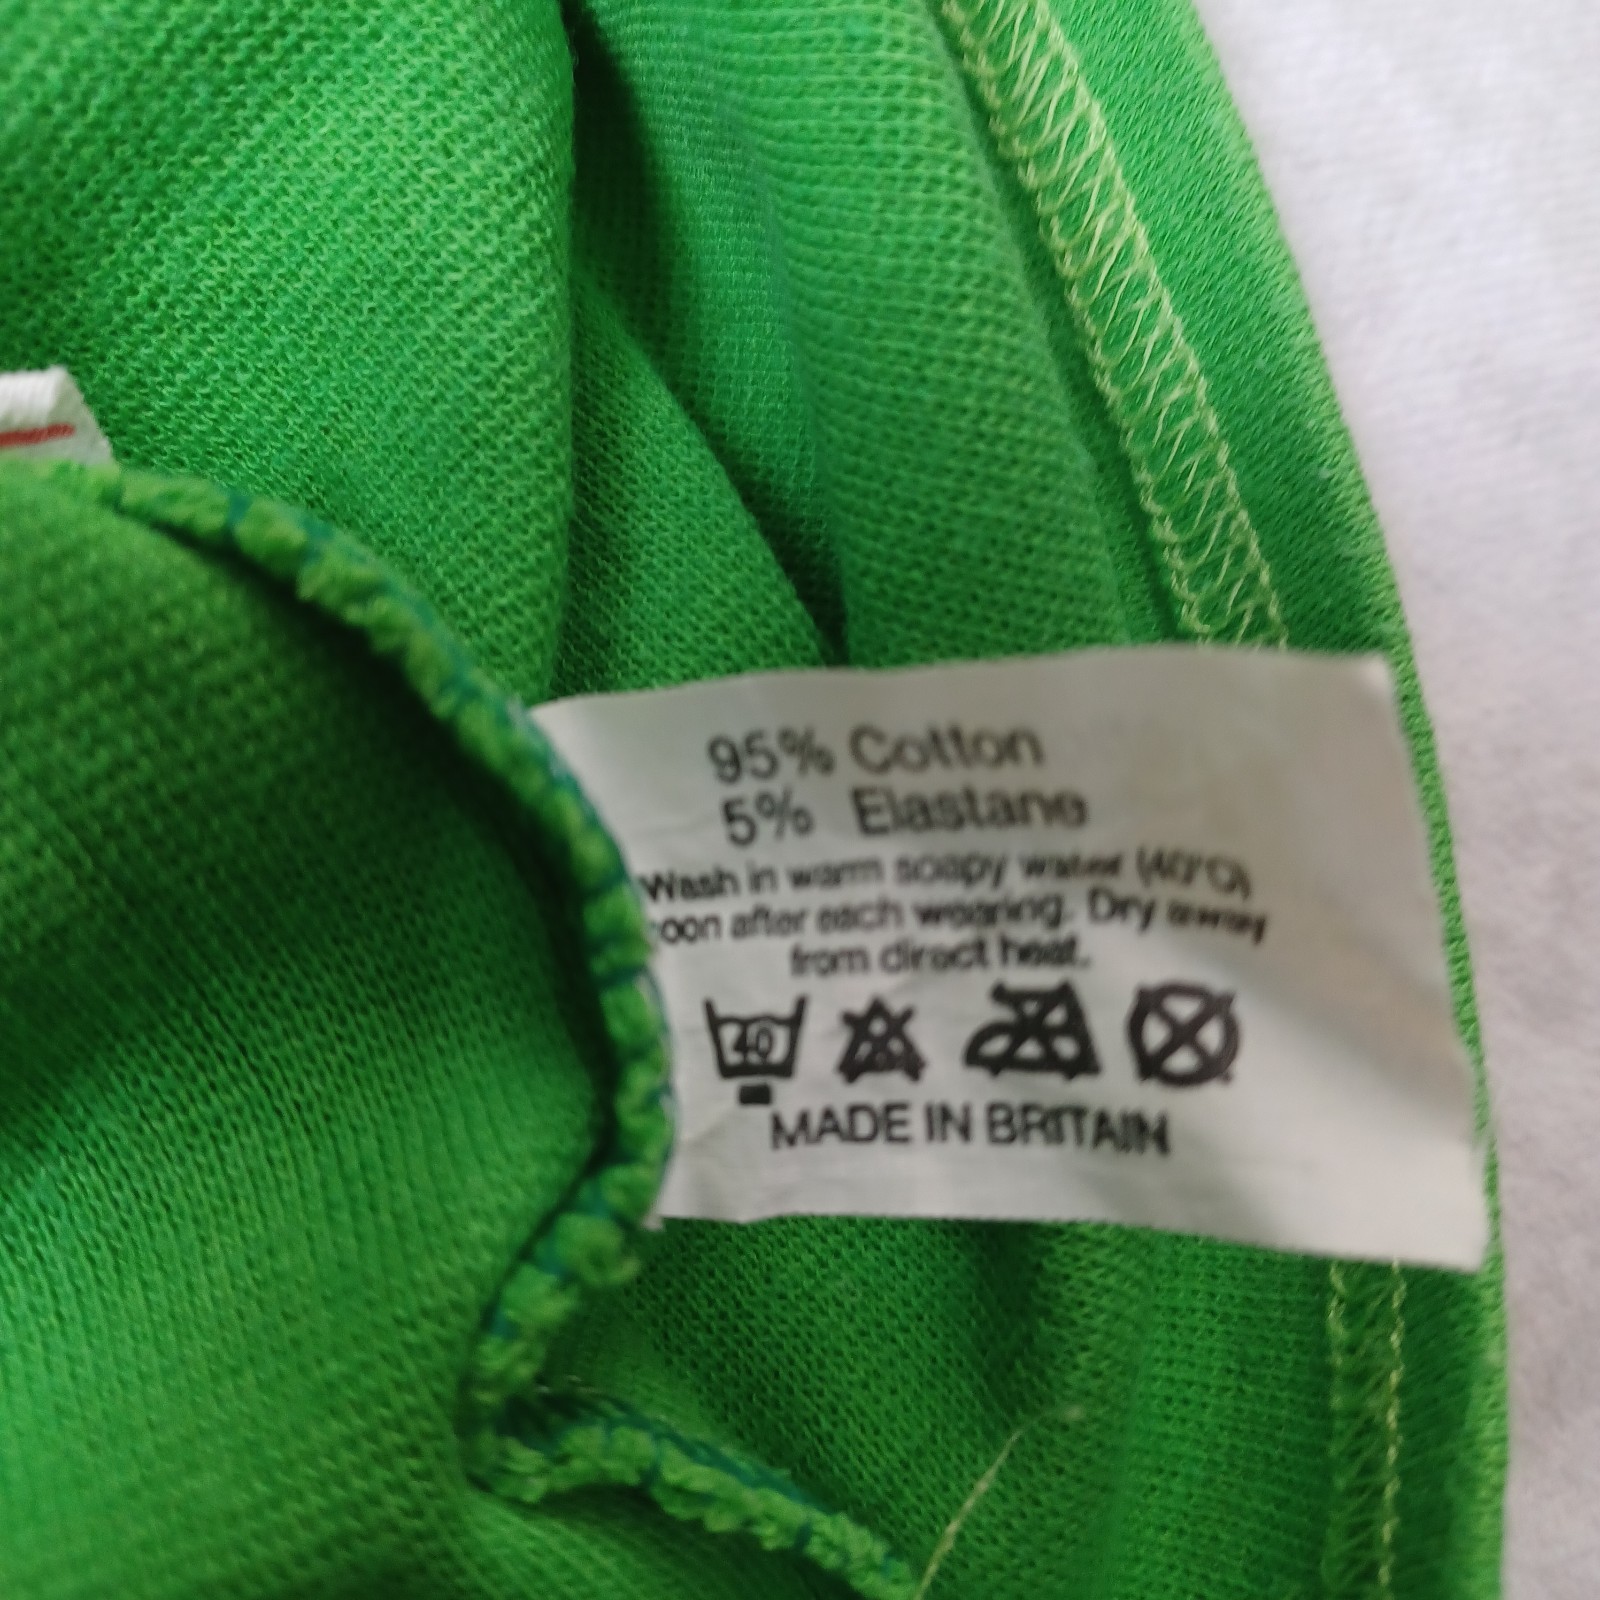 95% Cotton
5% Elastane
Wash in warm soapy water (40°C)
soon after each wearing. Dry away
from direct heat.
40
MADE IN BRITAIN